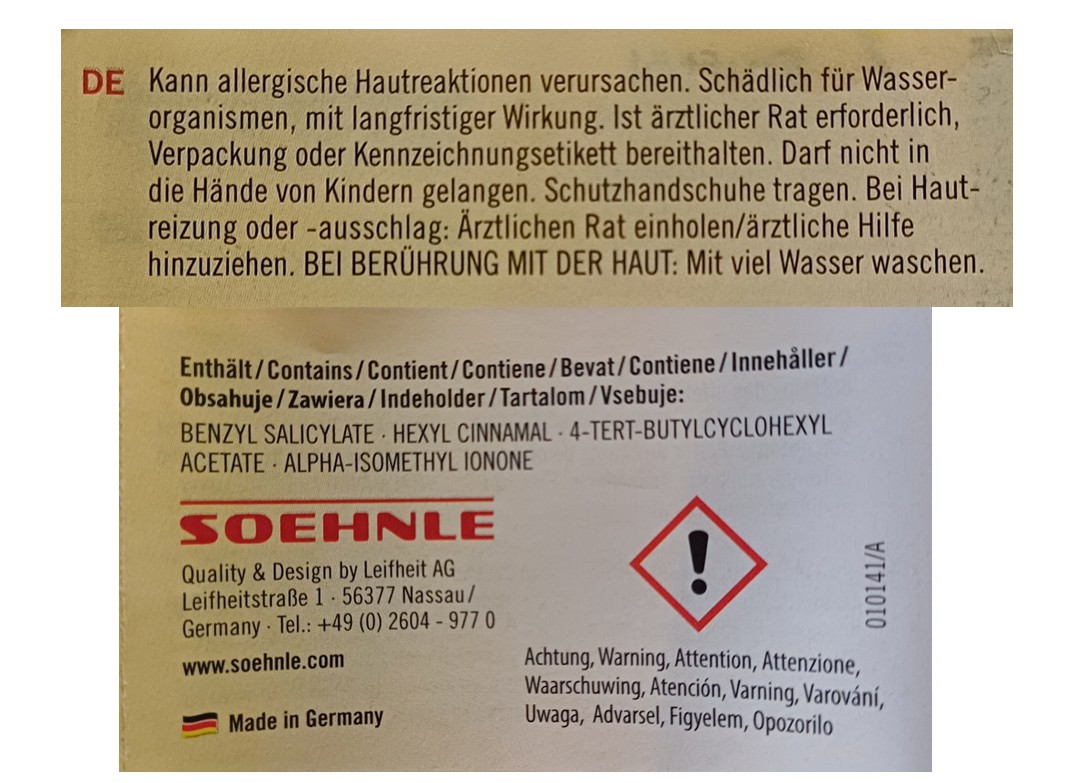 DE Kann allergische Hautreaktionen verursachen. Schädlich für Wasser-
organismen, mit langfristiger Wirkung. Ist ärztlicher Rat erforderlich,
Verpackung oder Kennzeichnungsetikett bereithalten. Darf nicht in
die Hände von Kindern gelangen. Schutzhandschuhe tragen. Bei Haut-
reizung oder -ausschlag: Ärztlichen Rat einholen/ärztliche Hilfe
hinzuziehen. BEI BERÜHRUNG MIT DER HAUT: Mit viel Wasser waschen.
Enthält/Contains/Contient/Contiene/Bevat/Contiene/Innehåller/
Obsahuje/Zawiera/Indeholder/Tartalom/Vsebuje:
BENZYL SALICYLATE · HEXYL CINNAMAL · 4-TERT-BUTYLCYCLOHEXYL
ACETATE · ALPHA-ISOMETHYL IONONE
SOEHNLE
Quality & Design by Leifheit AG
Leifheitstraße 1 · 56377 Nassau/
Germany · Tel.: +49 (0) 2604 - 977 0
www.soehnle.com
Made in Germany
!
010141/A
Achtung, Warning, Attention, Attenzione,
Waarschuwing, Atención, Varning, Varování,
Uwaga, Advarsel, Figyelem, Opozorilo